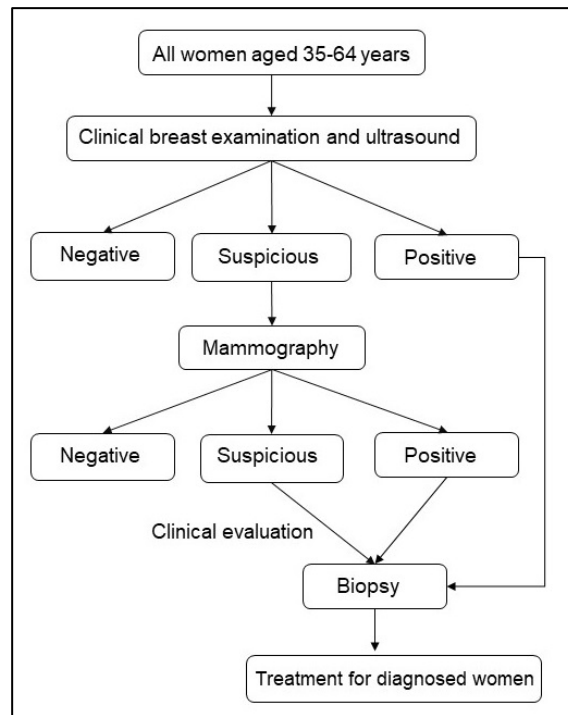 All women aged 35-64 years
Clinical breast examination and ultrasound
Negative
Suspicious
Positive
Mammography
Negative
Suspicious
Positive
Clinical evaluation
Biopsy
Treatment for diagnosed women